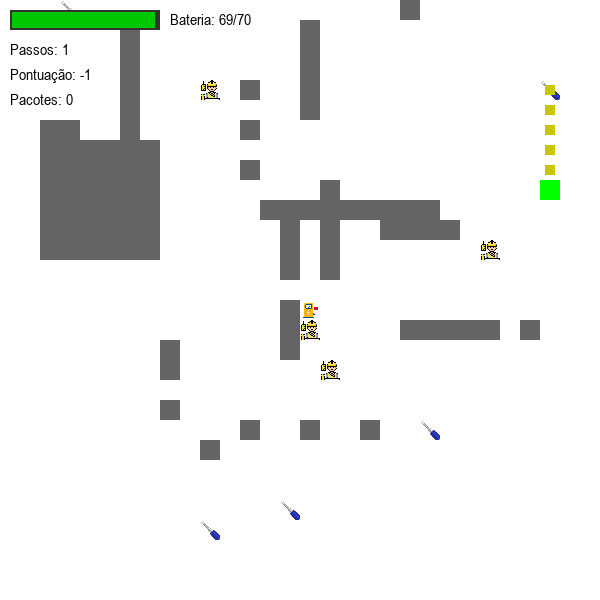 Bateria: 69/70
Passos: 1
Pontuação: -1
Pacotes: 0